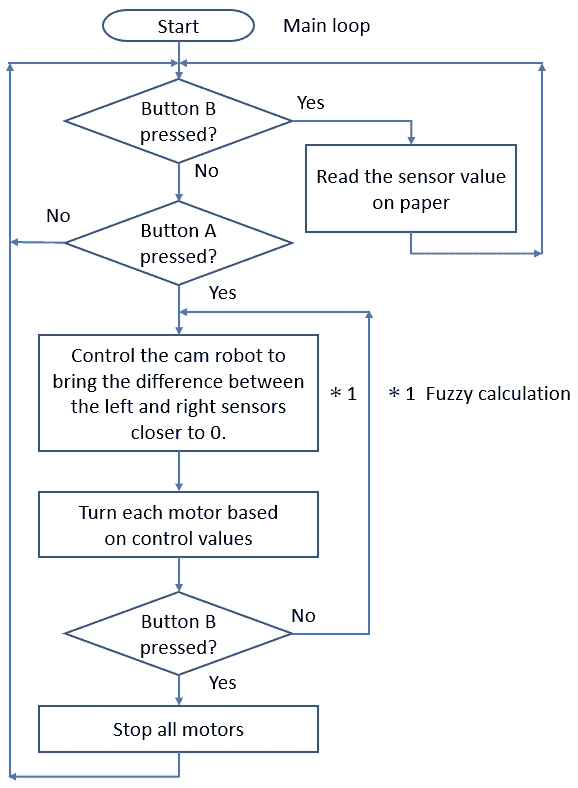 Start
Main loop
Button B
pressed?
Yes
Read the sensor value
on paper
No
No
Button A
pressed?
Yes
Control the cam robot to
bring the difference between
the left and right sensors
closer to 0.
＊1
＊1 Fuzzy calculation
Turn each motor based
on control values
Button B
pressed?
No
Yes
Stop all motors